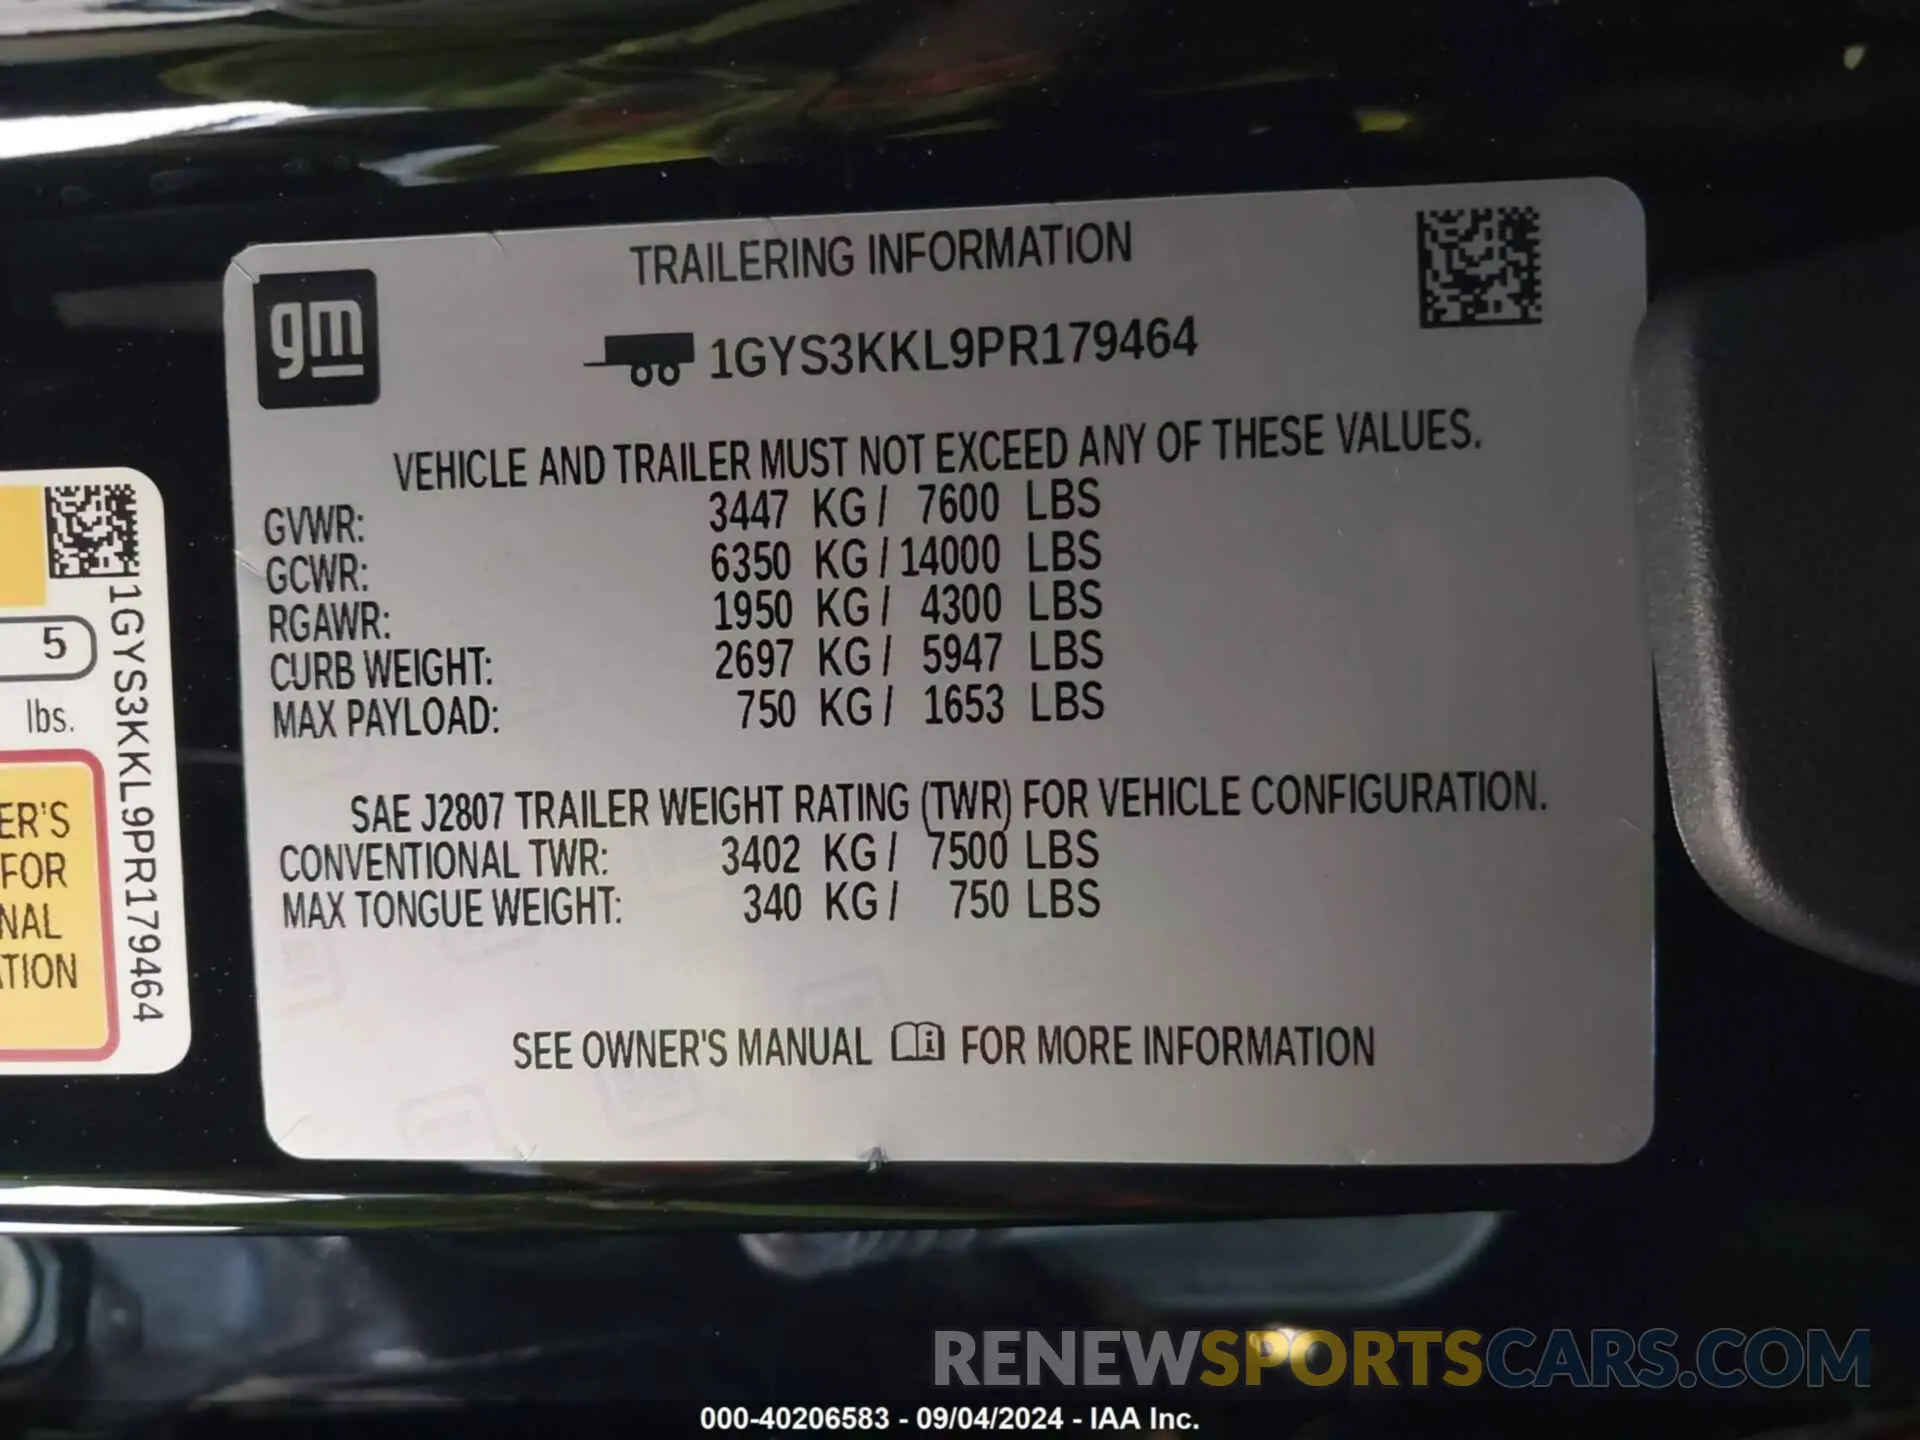 TRAILERING INFORMATION
gm
1GYS3KKL9PR179464
VEHICLE AND TRAILER MUST NOT EXCEED ANY OF THESE VALUES.
GVWR: 3447 KG / 7600 LBS
GCWR: 6350 KG / 14000 LBS
RGAWR: 1950 KG / 4300 LBS
CURB WEIGHT: 2697 KG / 5947 LBS
MAX PAYLOAD: 750 KG / 1653 LBS
SAE J2807 TRAILER WEIGHT RATING (TWR) FOR VEHICLE CONFIGURATION.
CONVENTIONAL TWR: 3402 KG / 7500 LBS
MAX TONGUE WEIGHT: 340 KG / 750 LBS
SEE OWNER'S MANUAL FOR MORE INFORMATION
5
lbs.
ER'S
FOR
NAL
TION
1GYS3KKL9PR179464
RENEWSPORTSCARS.COM
000-40206583 - 09/04/2024 - IAA Inc.